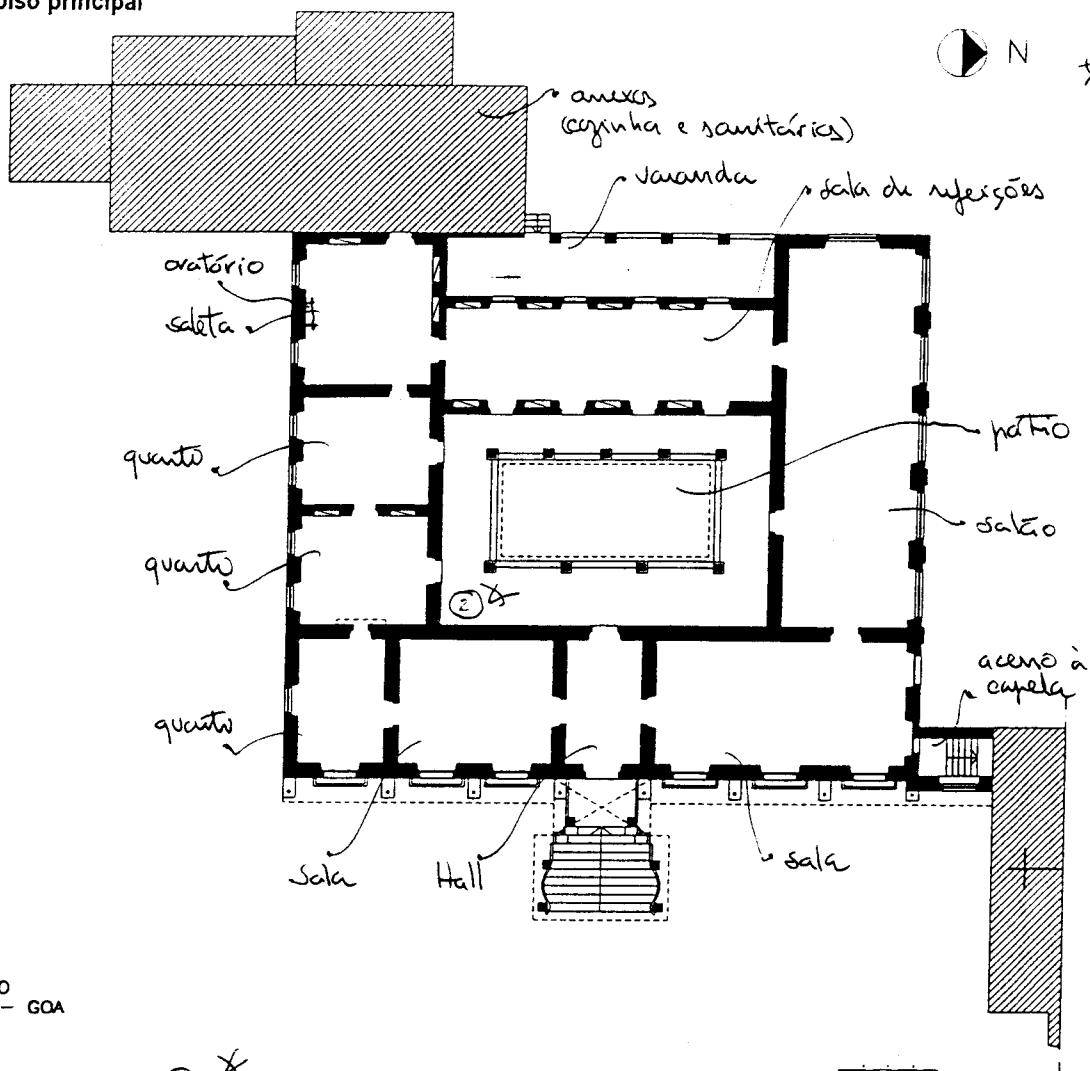 piso principal
N
anexos
(cozinha e sanitários)
varanda
sala de refeições
oratório
saleta
quarto
pátio
salão
quarto
2
acesso à
capela
quarto
Sala
Hall
sala
O
— GOA